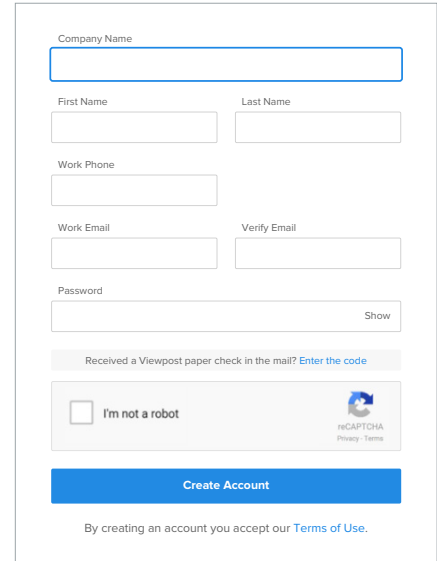 Company Name
First Name Last Name
Work Phone
Work Email Verify Email
Password
Show
Received a Viewpost paper check in the mail? Enter the code
I'm not a robot
reCAPTCHA
Privacy - Terms
Create Account
By creating an account you accept our Terms of Use.